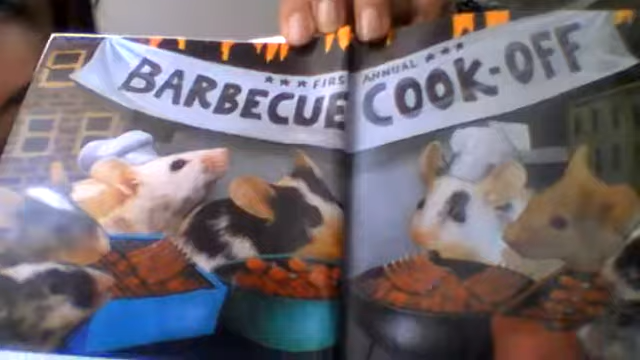 ★ ★ ★ FIRST ANNUAL ★ ★ ★
BARBECUE COOK-OFF